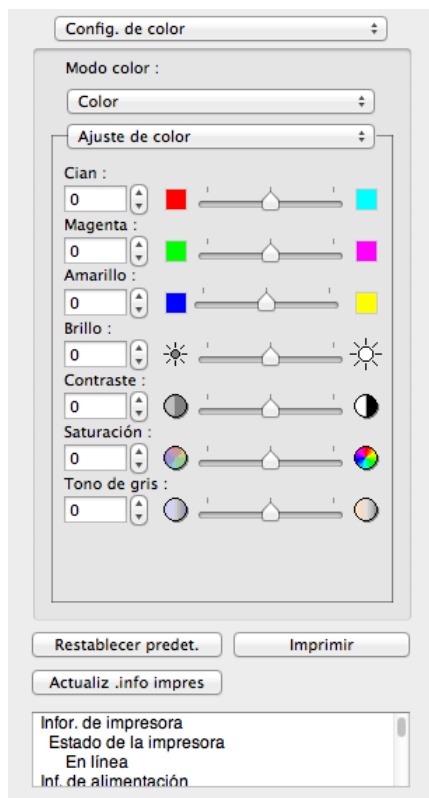 Config. de color
Modo color :
Color
Ajuste de color
Cian :
0
Magenta :
0
Amarillo :
0
Brillo :
0
Contraste :
0
Saturación :
0
Tono de gris :
0
Restablecer predet.
Imprimir
Actualiz .info impres
Infor. de impresora
Estado de la impresora
En línea
Inf. de alimentación